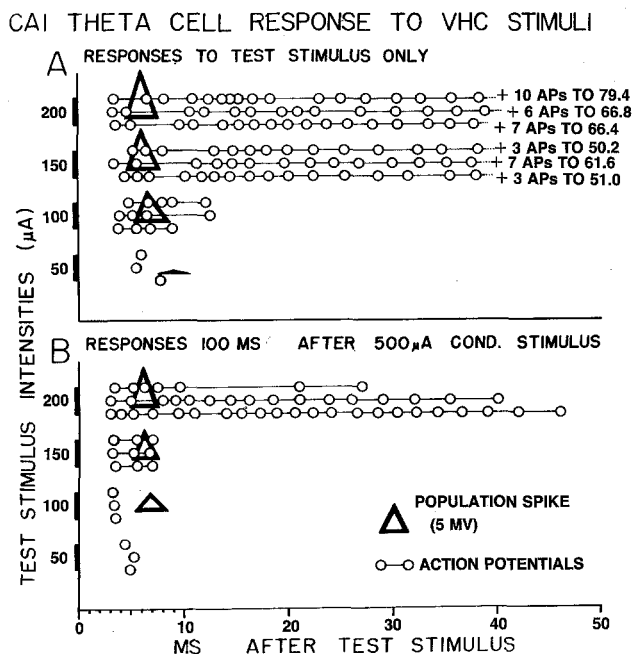 CAI THETA CELL RESPONSE TO VHC STIMULI
A RESPONSES TO TEST STIMULUS ONLY
+ 10 APs TO 79.4
200 + 6 APs TO 66.8
+ 7 APs TO 66.4
+ 3 APs TO 50.2
150 + 7 APs TO 61.6
+ 3 APs TO 51.0
100
50
TEST STIMULUS INTENSITIES (µA)
B RESPONSES 100 MS AFTER 500µA COND. STIMULUS
200
150
100
50
POPULATION SPIKE
(5 MV)
ACTION POTENTIALS
10 20 30 40 50
MS AFTER TEST STIMULUS